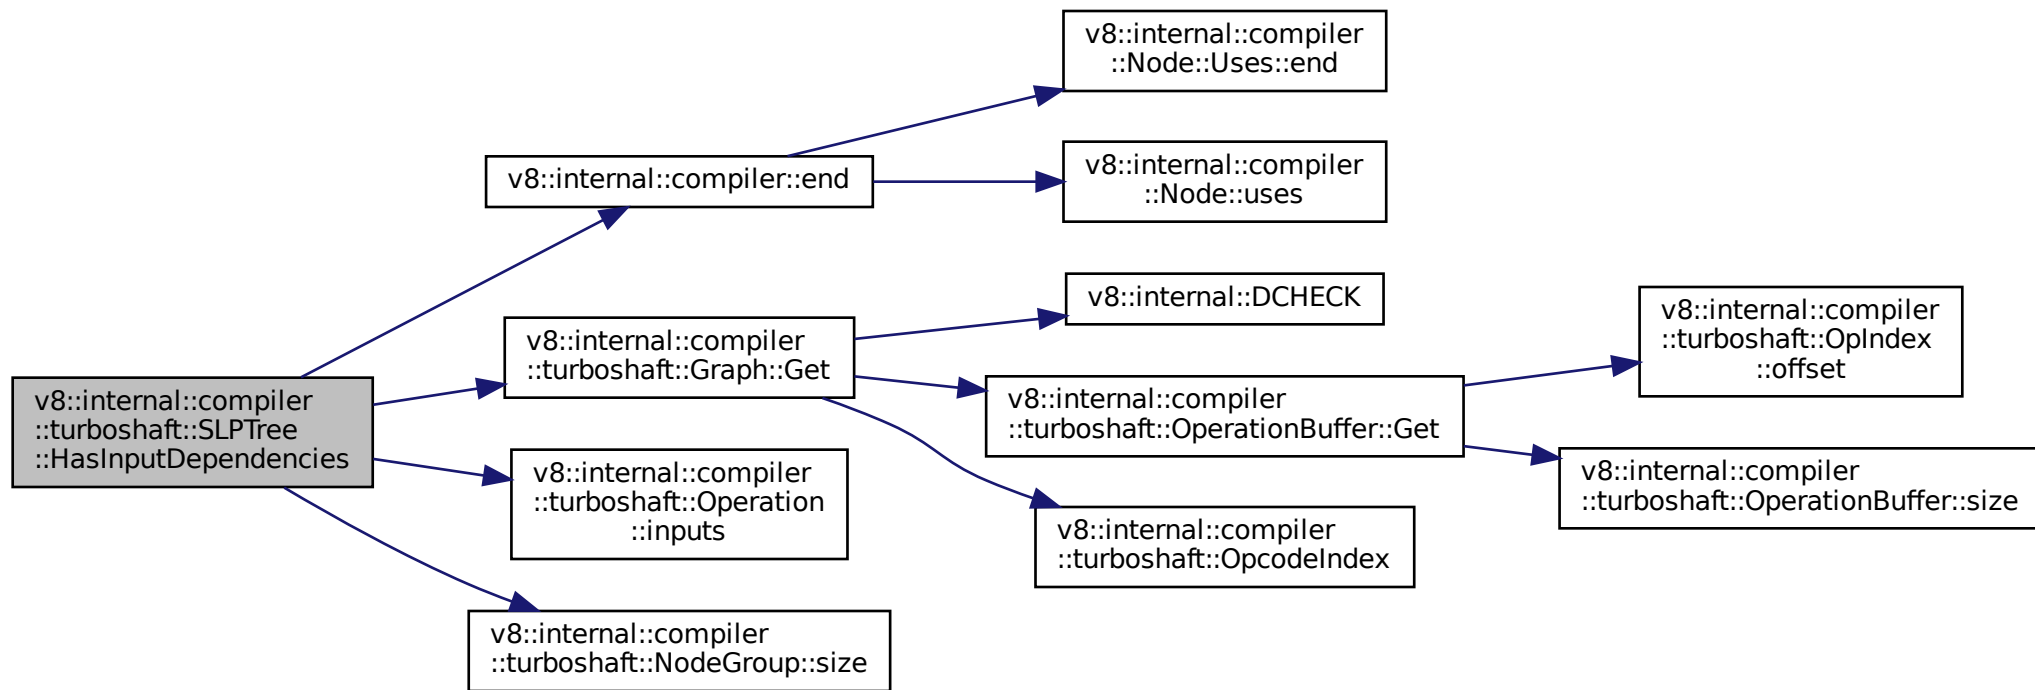 v8::internal::compiler
::turboshaft::SLPTree
::HasInputDependencies
v8::internal::compiler::end
v8::internal::compiler
::Node::Uses::end
v8::internal::compiler
::Node::uses
v8::internal::compiler
::turboshaft::Graph::Get
v8::internal::DCHECK
v8::internal::compiler
::turboshaft::OperationBuffer::Get
v8::internal::compiler
::turboshaft::OpIndex
::offset
v8::internal::compiler
::turboshaft::OperationBuffer::size
v8::internal::compiler
::turboshaft::OpcodeIndex
v8::internal::compiler
::turboshaft::Operation
::inputs
v8::internal::compiler
::turboshaft::NodeGroup::size